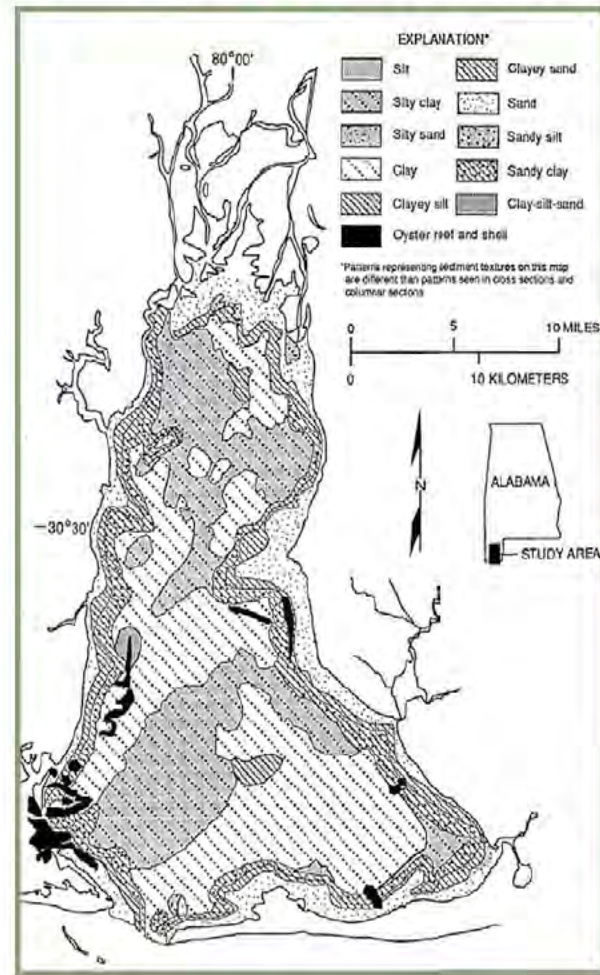 EXPLANATION*
Silt
Silty clay
Silty sand
Clay
Clayey silt
Clayey sand
Sand
Sandy silt
Sandy clay
Clay-silt-sand
Oyster reef and shell
*Patterns representing sediment textures on this map
are different than patterns seen in cross sections and
columnar sections
0 5 10 MILES
0 10 KILOMETERS
80°00'
30°30'
N
ALABAMA
STUDY AREA